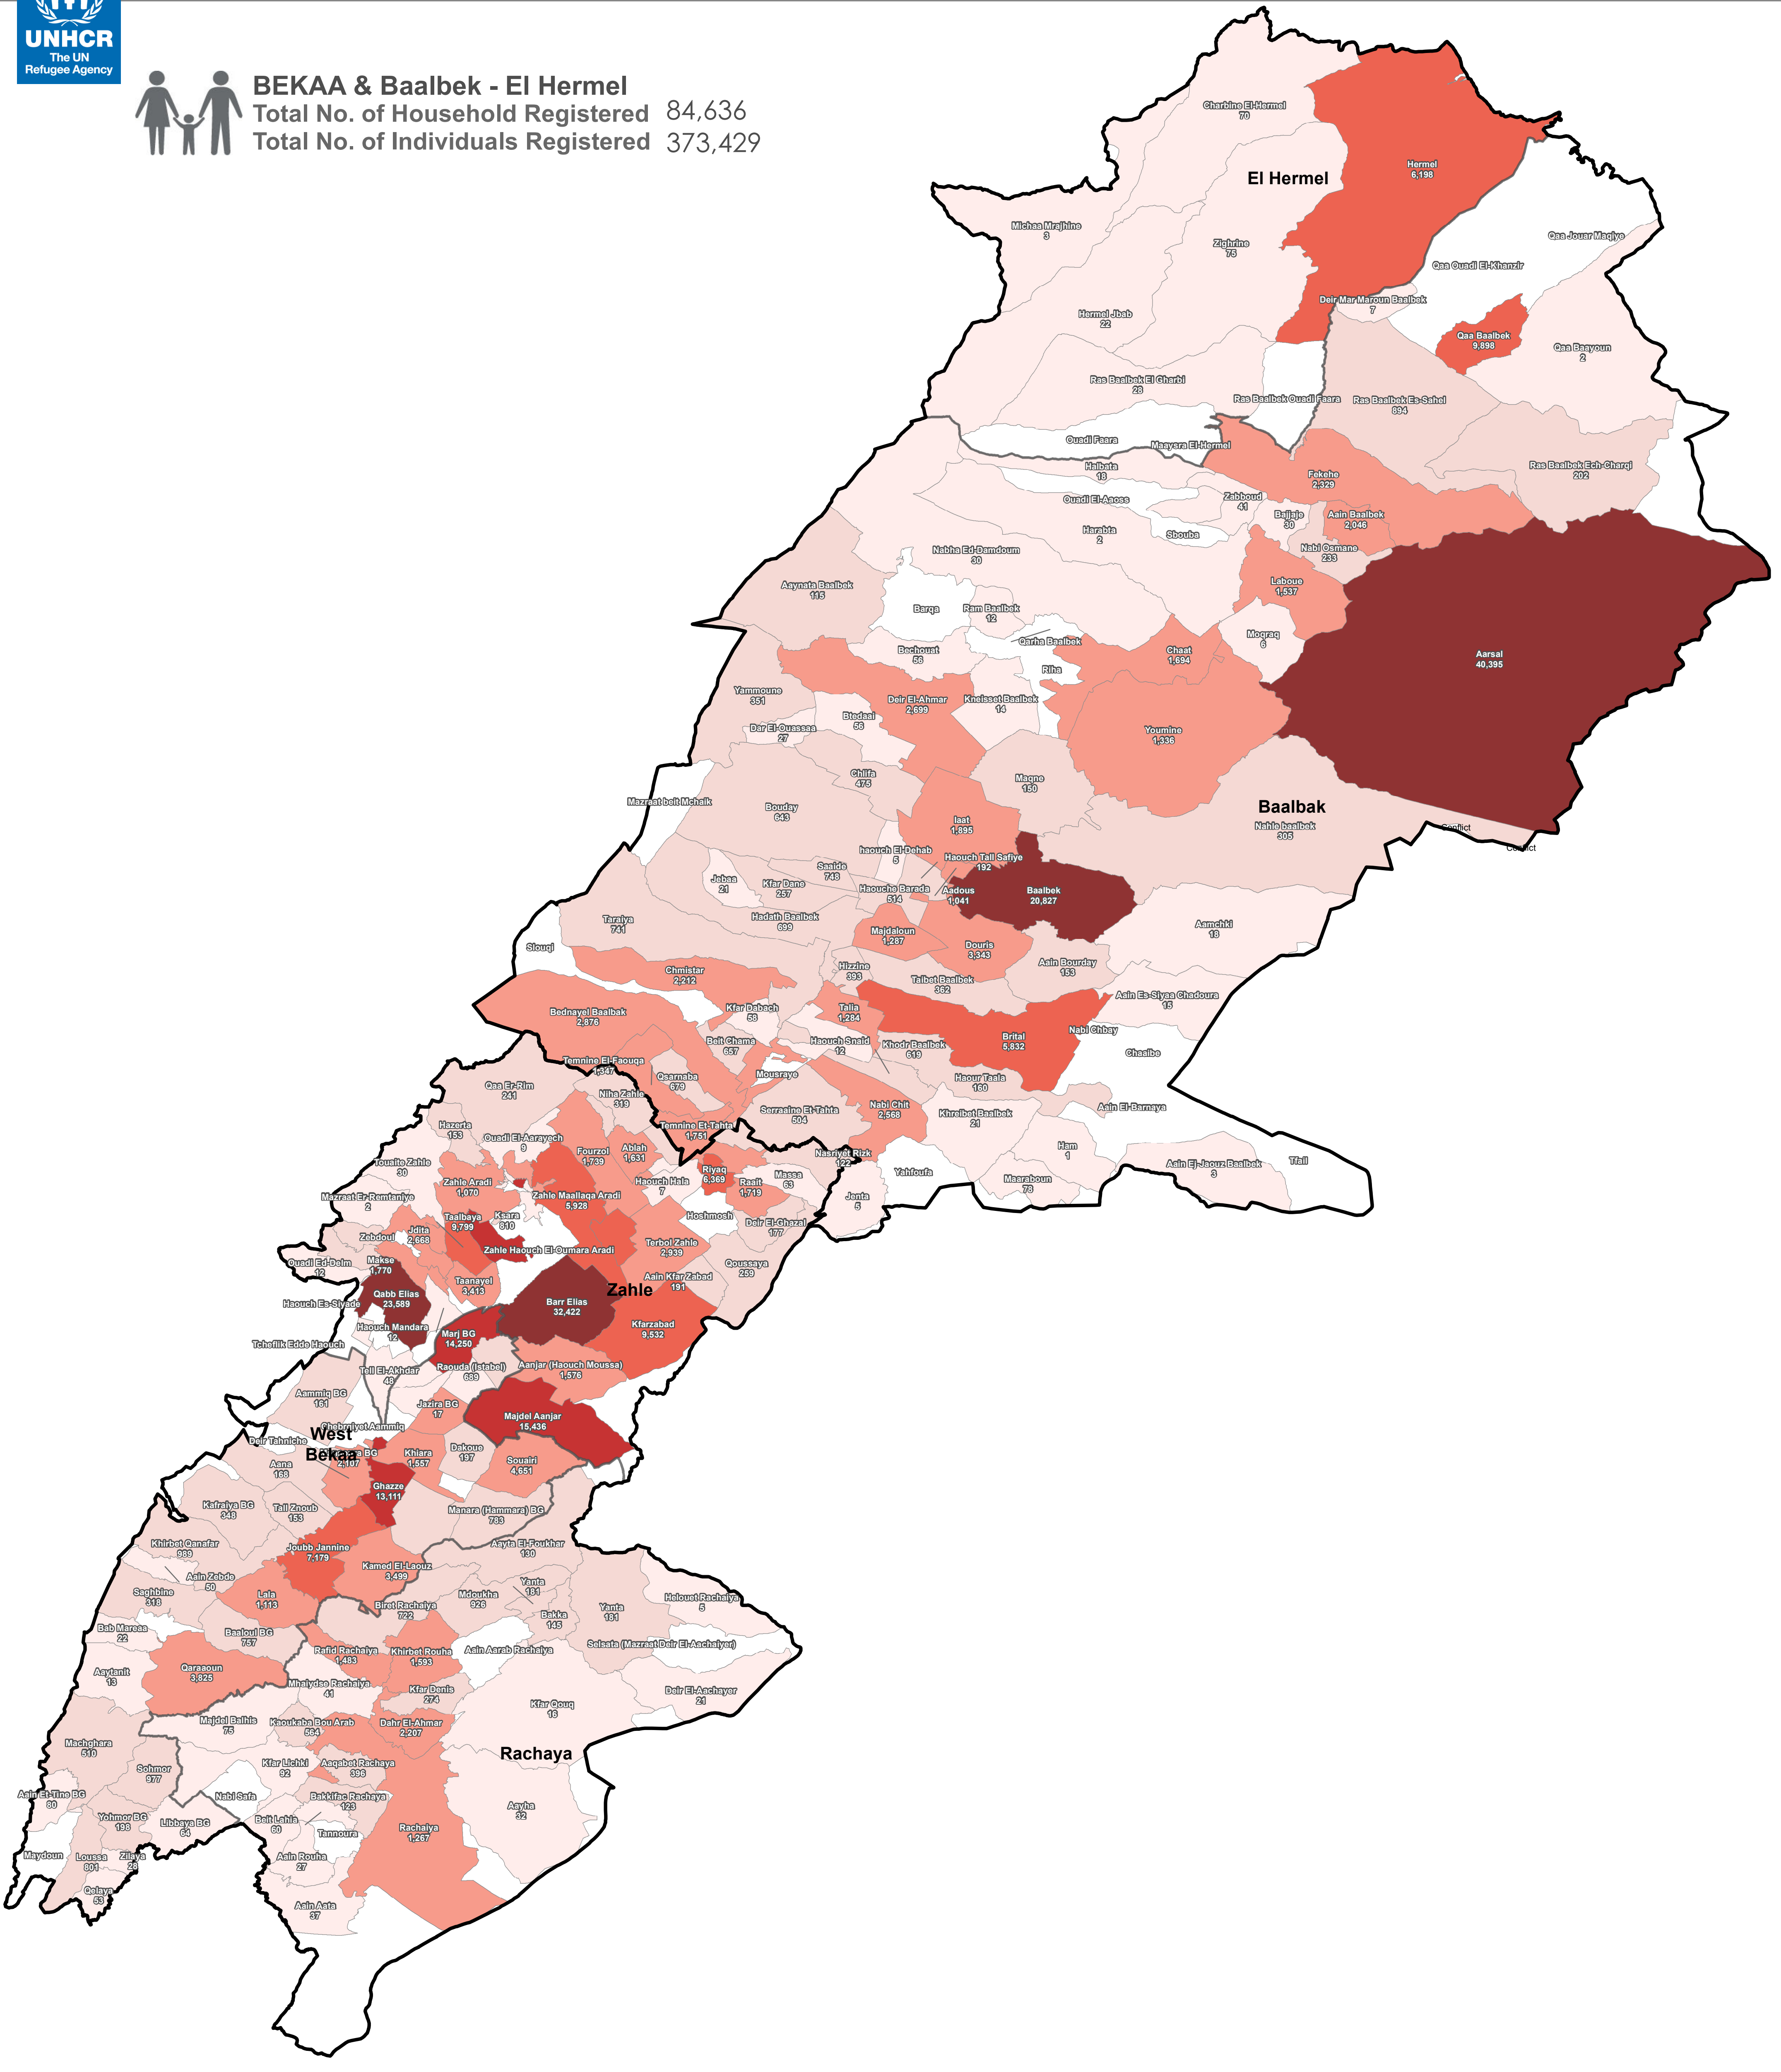 UNHCR
The UN
Refugee Agency
BEKAA & Baalbek - El Hermel
Total No. of Household Registered 84,636
Total No. of Individuals Registered 373,429
Charbine El-Hermel
70
Hermel
6,198
El Hermel
Michaa Mrajhine
3
Zighrine
75
Qaa Jouar Maqiye
Qaa Ouadi El-Khanzir
Deir Mar Maroun Baalbek
7
Hermel Jbab
22
Qaa Baalbek
9,898
Qaa Baayoun
2
Ras Baalbek El Gharbi
28
Ras Baalbek Ouadi Faara
Ras Baalbek Es-Sahel
894
Ouadi Faara
Maaysra El-Hermel
Halbata
18
Fekehe
2,329
Ras Baalbek Ech-Charqi
202
Ouadi El-Aaoss
Zabboud
41
Bajjaje
30
Aain Baalbek
2,046
Harabta
2
Sbouba
Nabi Osmane
233
Nabha Ed-Damdoum
30
Aaynata Baalbek
115
Laboue
1,537
Barqa
Ram Baalbek
12
Moqraq
6
Qarha Baalbek
Bechouat
56
Riha
Chaat
1,694
Aarsal
40,395
Yammoune
351
Deir El-Ahmar
2,699
Kneisset Baalbek
14
Btedaai
56
Dar El-Ouassaa
27
Youmine
1,336
Chlifa
475
Maqne
150
Mazraat beit Mchaik
Bouday
643
Baalbak
Iaat
1,895
Nahle baalbek
305
Conflict
Conflict
haouch El-Dehab
5
Haouch Tall Safiye
192
Saaide
748
Jebaa
21
Kfar Dane
257
Haouche Barada
514
Aadous
1,041
Baalbek
20,827
Taraiya
741
Hadath Baalbek
699
Majdaloun
1,287
Douris
3,343
Aamchki
18
Slouqi
Chmistar
2,212
Hizzine
393
Talbet Baalbek
362
Aain Bourday
153
Aain Es-Siyaa Chadoura
15
Bednayel Baalbek
2,876
Kfar Dabach
58
Talia
1,284
Nabi Chbay
Beit Chama
657
Haouch Snaid
12
Khodr Baalbek
619
Brital
5,832
Chaaibe
Temnine El-Faouqa
1,347
Qsarnaba
679
Mousraye
Haour Taala
160
Qaa Er-Rim
241
Niha Zahle
319
Serraaine Et-Tahta
504
Nabi Chit
2,568
Khreibet Baalbek
21
Aain El-Barnaya
Hazerta
153
Temnine Et-Tahta
1,751
Ouadi El-Aarayech
9
Fourzol
1,739
Ablah
1,631
Nasriyet Rizk
122
Ham
1
Touaite Zahle
30
Riyaq
6,369
Massa
63
Yahfoufa
Aain Ej-Jaouz Baalbek
3
Tfail
Zahle Aradi
1,070
Haouch Hala
7
Raait
1,719
Maaraboun
78
Mazraat Er-Remtaniye
2
Zahle Maallaqa Aradi
5,928
Jenta
5
Taalbaya
9,799
Ksara
810
Hoshmosh
Deir El-Ghazal
177
Jdita
2,668
Zebdoul
Zahle Haouch El-Oumara Aradi
Terbol Zahle
2,939
Ouadi Ed-Delm
12
Makse
1,770
Taanayel
3,413
Aain Kfar Zabad
191
Qoussaya
259
Zahle
Haouch Es-Siyade
Qabb Elias
23,589
Barr Elias
32,422
Haouch Mandara
12
Marj BG
14,250
Kfarzabad
9,532
Tcheflik Edde Haouch
Tell El-Akhdar
48
Raouda (Istabel)
689
Aanjar (Haouch Moussa)
1,576
Aammiq BG
161
Jazira BG
17
Majdel Aanjar
15,436
Chebrqiyet Aammiq
West
Bekaa
Deir Tahniche
BG
2,107
Aana
168
Khiara
1,557
Dakoue
197
Souairi
4,651
Ghazze
13,111
Kafraiya BG
348
Tall Znoub
153
Manara (Hammara) BG
783
Khirbet Qanafar
989
Joubb Jannine
7,179
Aayta El-Foukhar
130
Kamed El-Laouz
3,499
Aain Zebde
50
Saghbine
318
Lala
1,113
Mdoukha
926
Yanta
181
Bakka
145
Yanta
181
Helouet Rachaiya
5
Biret Rachaiya
722
Bab Mareaa
22
Baaloul BG
757
Rafid Rachaiya
1,483
Khirbet Rouha
1,593
Aain Aarab Rachaiya
Selsata (Mazraat Deir El-Aachaiyer)
Aaytanit
13
Qaraaoun
3,825
Mhaiydse Rachaiya
41
Kfar Denis
274
Deir El-Aachayer
21
Kfar Qouq
16
Majdel Balhis
75
Kaoukaba Bou Arab
564
Dahr El-Ahmar
2,207
Machghara
510
Rachaya
Sohmor
977
Kfar Lichki
92
Aaqabet Rachaya
396
Aain Et-Tine BG
80
Nabi Safa
Bakkifac Rachaya
123
Aayha
32
Yohmor BG
198
Libbaya BG
64
Beit Lahia
60
Tannoura
Rachaiya
1,267
Maydoun
Loussa
801
Zilaya
28
Aain Rouha
27
Qelaya
53
Aain Aata
37